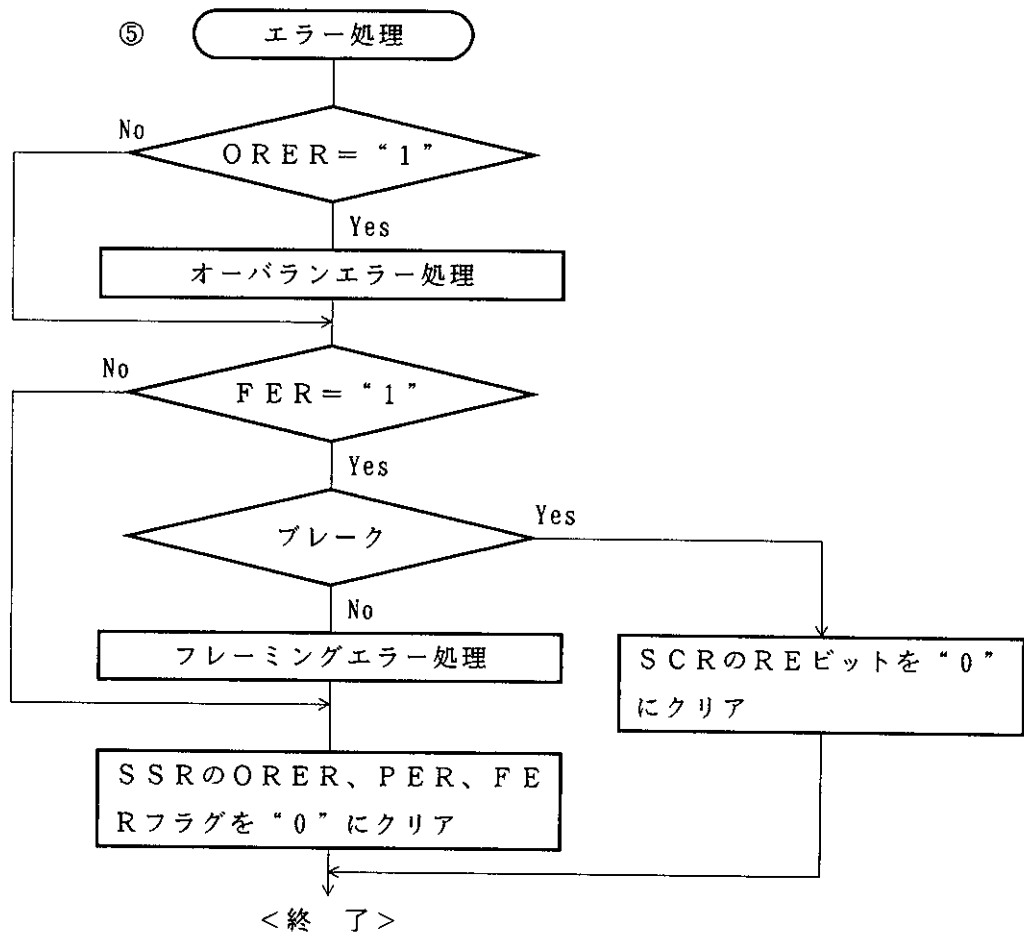 ⑤ エラー処理
No
ORER=“1”
Yes
オーバランエラー処理
No
FER=“1”
Yes
ブレーク
Yes
No
フレーミングエラー処理
SCRのREビットを“0”
にクリア
SSRのORER、PER、FE
Rフラグを“0”にクリア
<終 了>